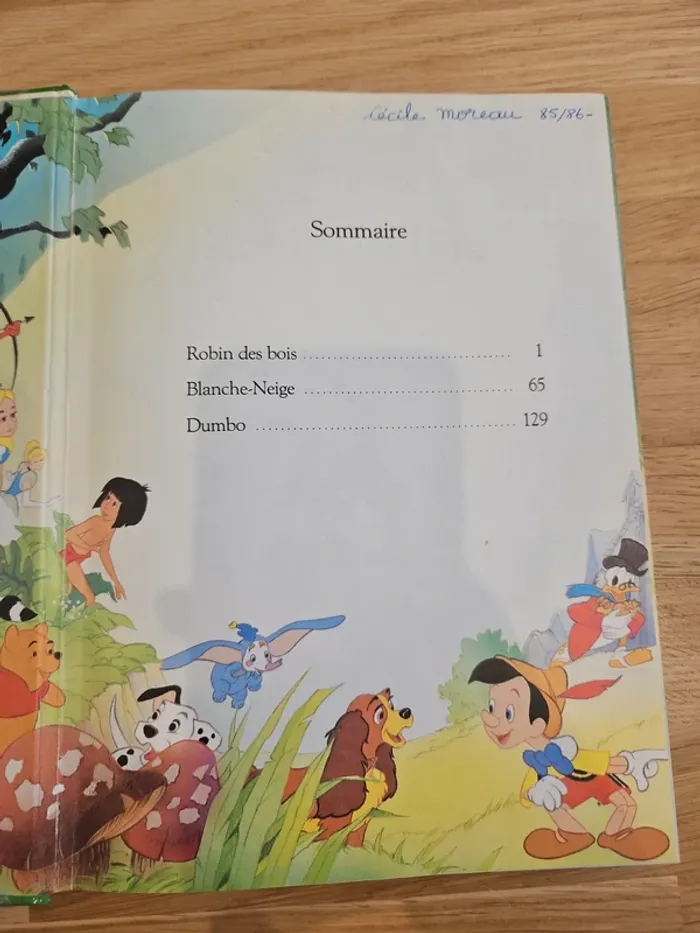 Cécile Moreau 85/86-
Sommaire
Robin des bois ........................................ 1
Blanche-Neige ........................................ 65
Dumbo ........................................ 129